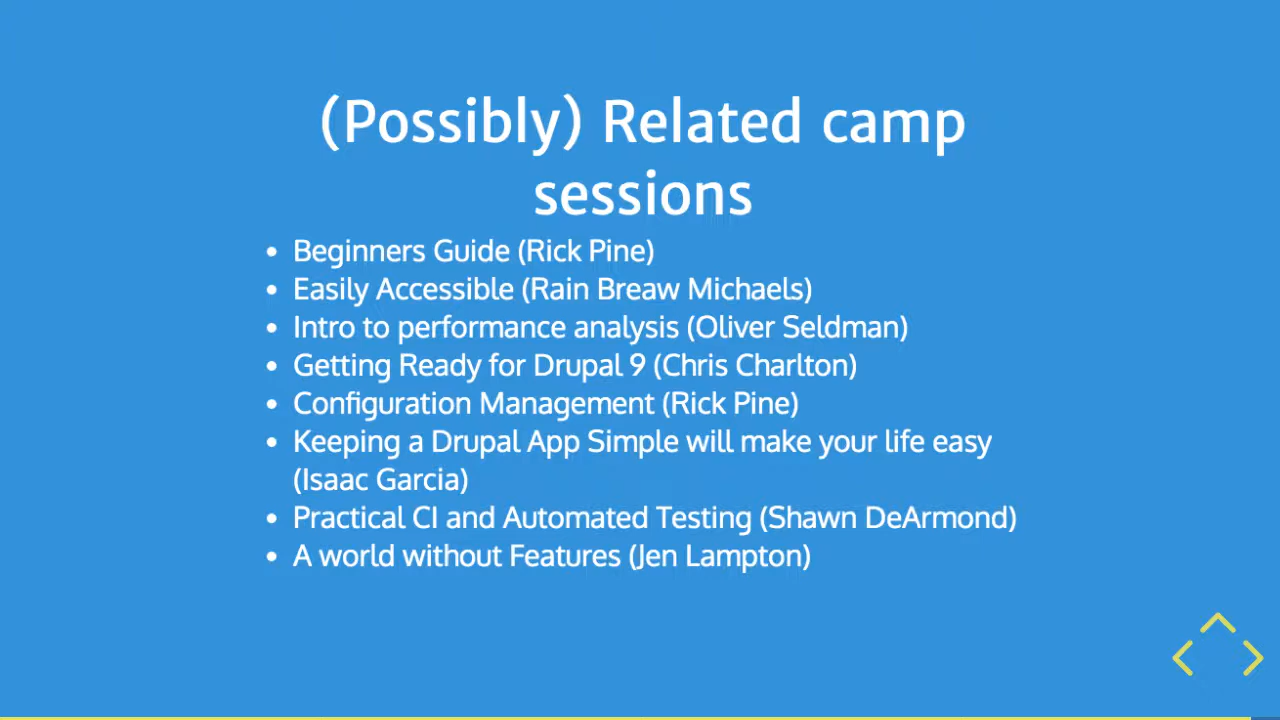 (Possibly) Related camp
sessions
• Beginners Guide (Rick Pine)
• Easily Accessible (Rain Breaw Michaels)
• Intro to performance analysis (Oliver Seldman)
• Getting Ready for Drupal 9 (Chris Charlton)
• Configuration Management (Rick Pine)
• Keeping a Drupal App Simple will make your life easy
(Isaac Garcia)
• Practical CI and Automated Testing (Shawn DeArmond)
• A world without Features (Jen Lampton)